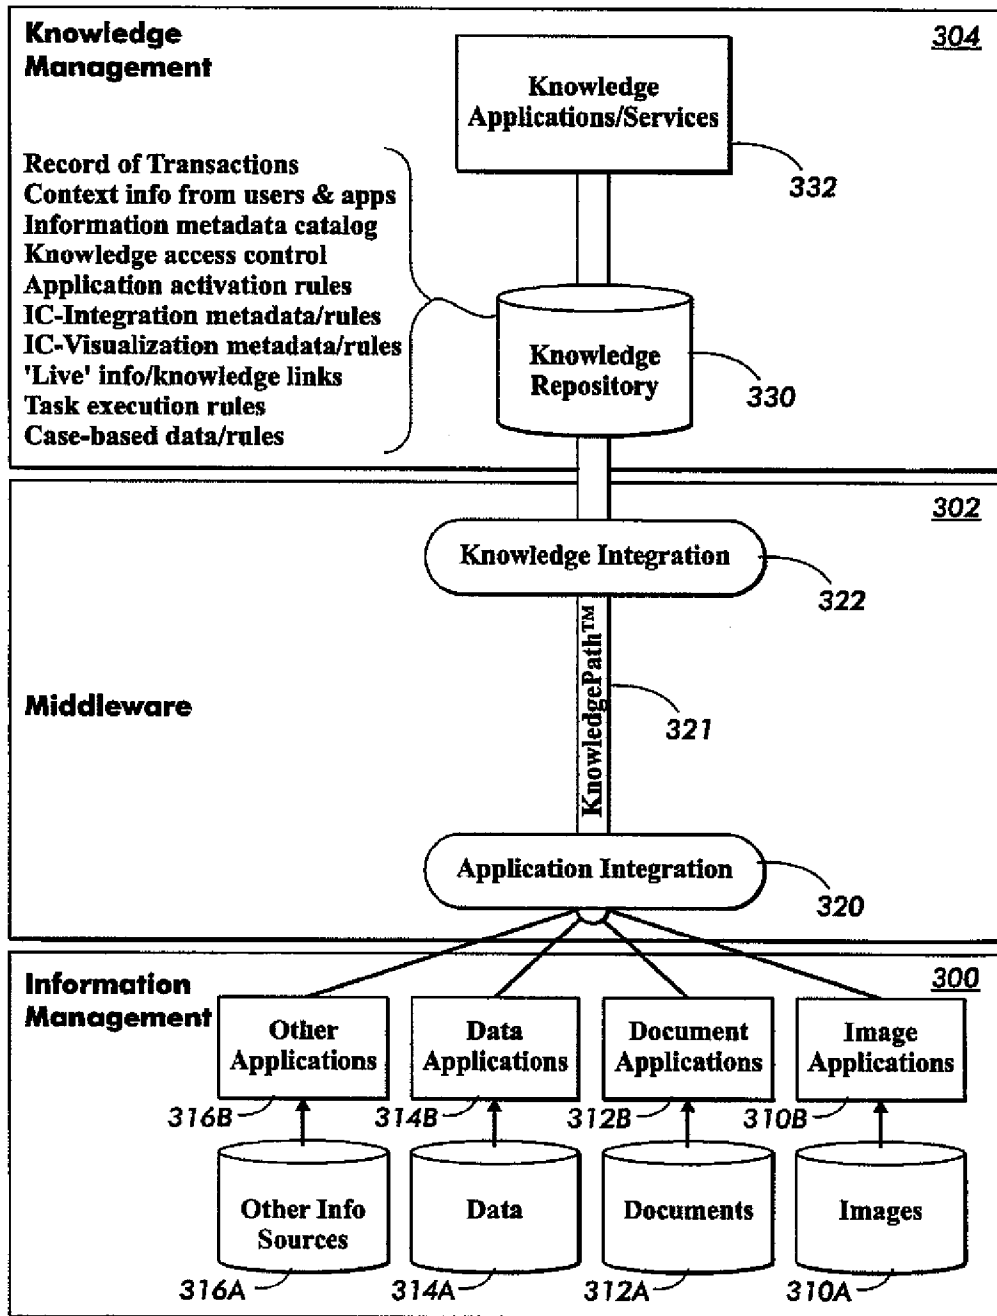 Knowledge
Management
304
Knowledge
Applications/Services
332
Record of Transactions
Context info from users & apps
Information metadata catalog
Knowledge access control
Application activation rules
IC-Integration metadata/rules
IC-Visualization metadata/rules
'Live' info/knowledge links
Task execution rules
Case-based data/rules
Knowledge
Repository
330
302
Knowledge Integration
322
Middleware
KnowledgePath™
321
Application Integration
320
Information
Management
300
Other
Applications
316B
Data
Applications
314B
Document
Applications
312B
Image
Applications
310B
Other Info
Sources
316A
Data
314A
Documents
312A
Images
310A